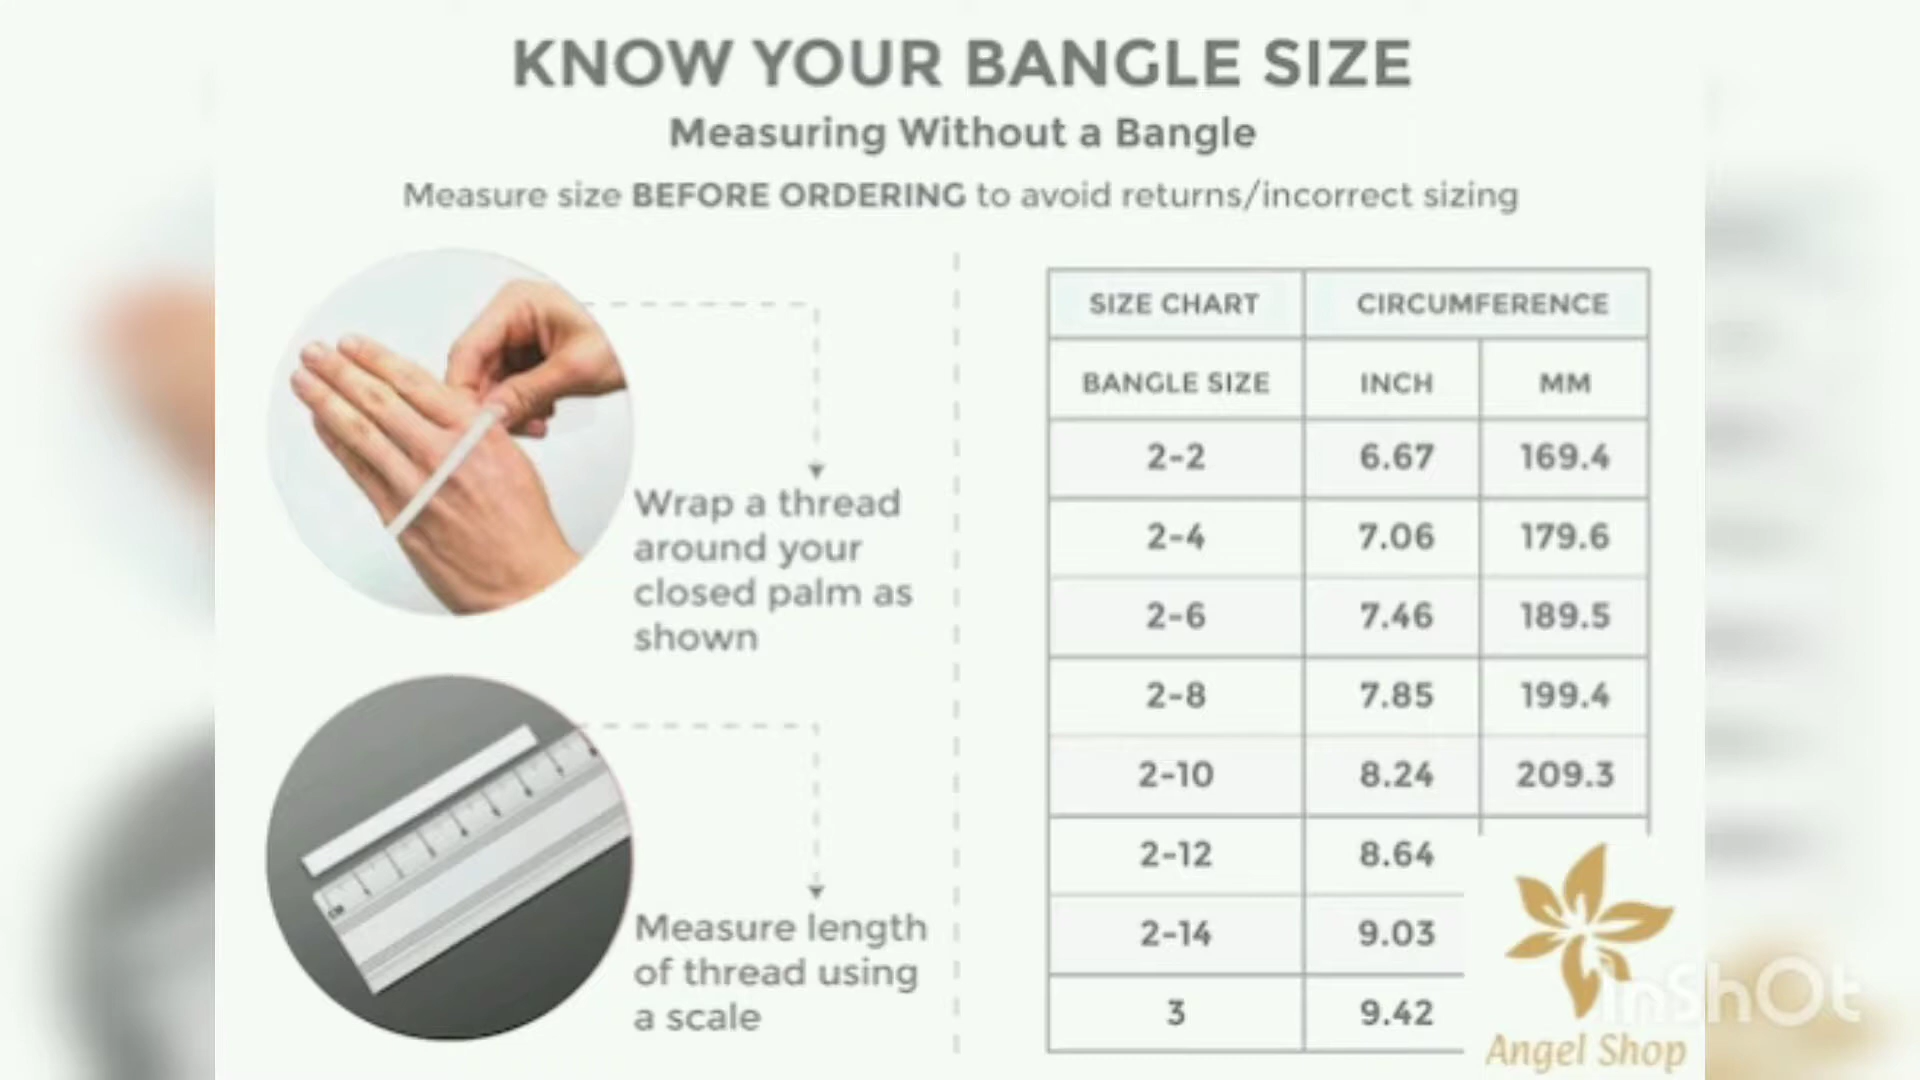 KNOW YOUR BANGLE SIZE
Measuring Without a Bangle
Measure size BEFORE ORDERING to avoid returns/incorrect sizing
Wrap a thread
around your
closed palm as
shown
CM
Measure length
of thread using
a scale
SIZE CHART CIRCUMFERENCE
BANGLE SIZE INCH MM
2-2 6.67 169.4
2-4 7.06 179.6
2-6 7.46 189.5
2-8 7.85 199.4
2-10 8.24 209.3
2-12 8.64
2-14 9.03
3 9.42
InShOt
Angel Shop